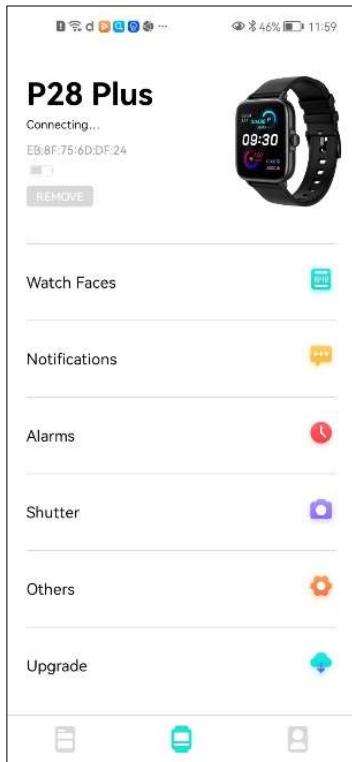 46% 11:59
P28 Plus
Connecting...
EB:8F:75:6D:DF:24
REMOVE
09:30
Watch Faces
Notifications
Alarms
Shutter
Others
Upgrade